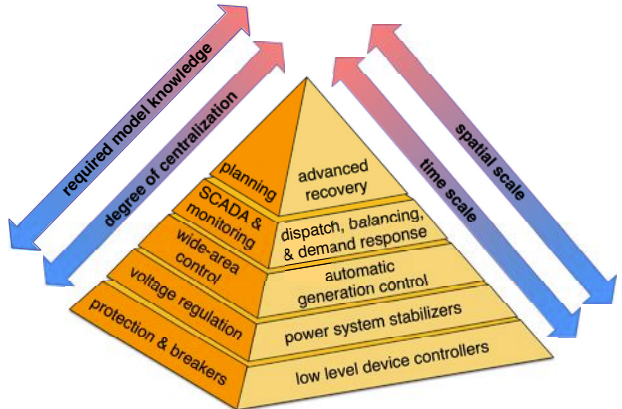 required model knowledge
degree of centralization
spatial scale
time scale
planning
advanced
recovery
SCADA &
monitoring
dispatch, balancing,
& demand response
wide-area
control
automatic
generation control
voltage regulation
power system stabilizers
protection & breakers
low level device controllers